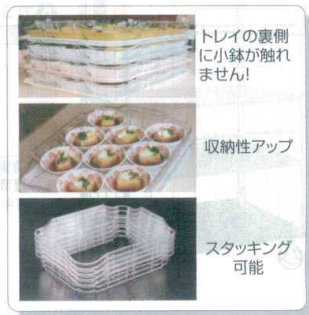 トレイの裏側
に小鉢が触れ
ません!
収納性アップ
スタッキング
可能